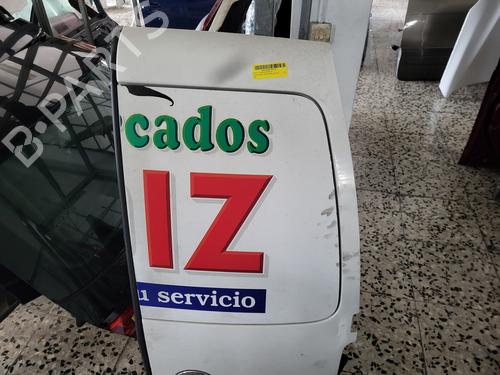 B-PARTS
cados
IZ
u servicio